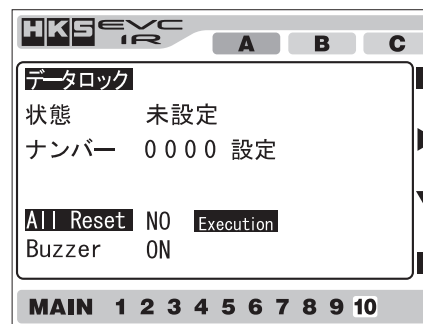 HKS EVC
IR
A B C
データロック
状態 未設定
ナンバー 0000 設定
All Reset NO Execution
Buzzer ON
MAIN 1 2 3 4 5 6 7 8 9 10